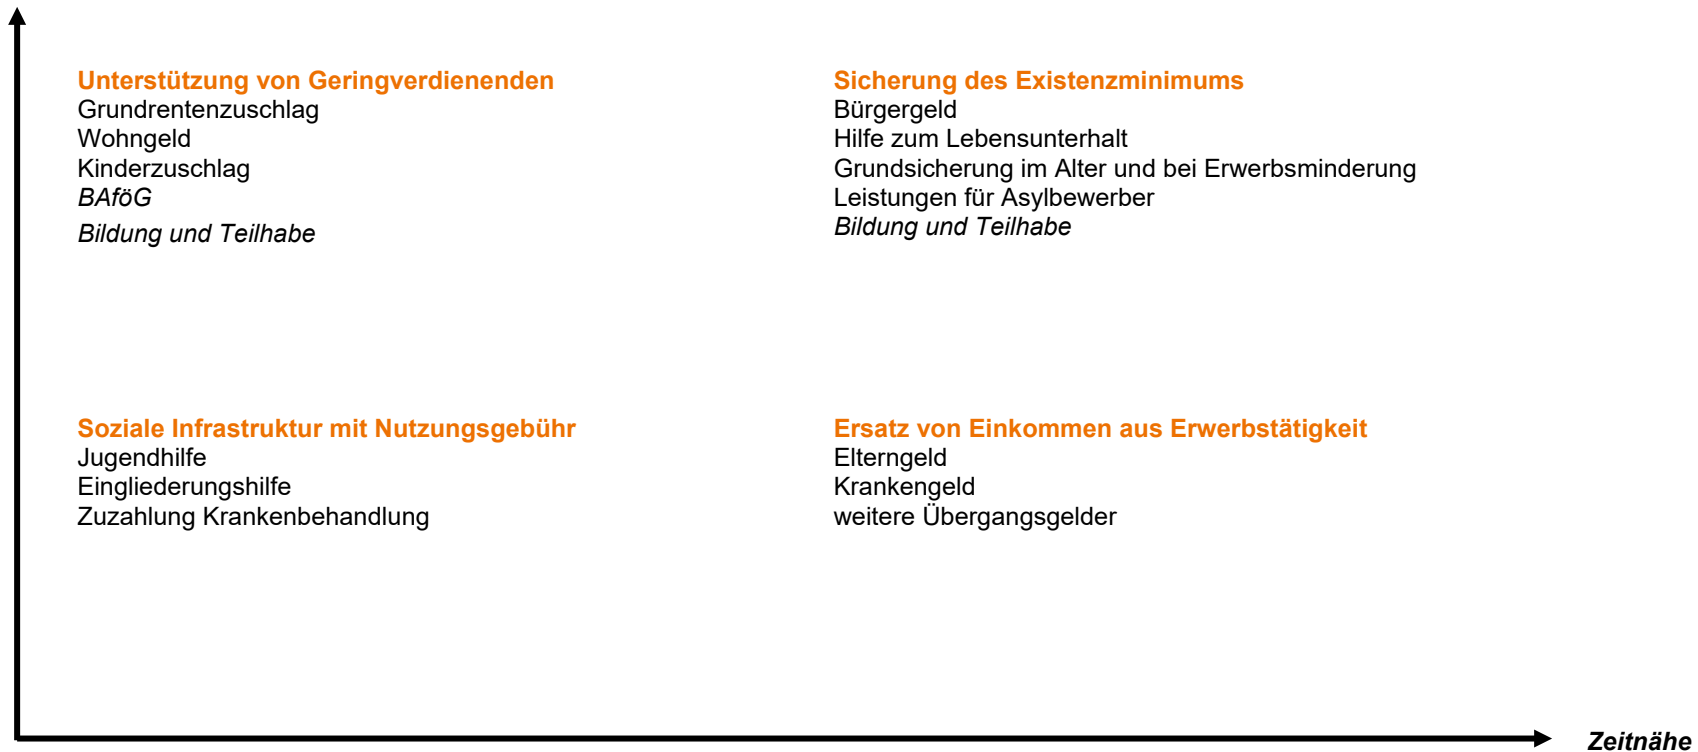 Unterstützung von Geringverdienenden
Grundrentenzuschlag
Wohngeld
Kinderzuschlag
BAföG
Bildung und Teilhabe
Sicherung des Existenzminimums
Bürgergeld
Hilfe zum Lebensunterhalt
Grundsicherung im Alter und bei Erwerbsminderung
Leistungen für Asylbewerber
Bildung und Teilhabe
Soziale Infrastruktur mit Nutzungsgebühr
Jugendhilfe
Eingliederungshilfe
Zuzahlung Krankenbehandlung
Ersatz von Einkommen aus Erwerbstätigkeit
Elterngeld
Krankengeld
weitere Übergangsgelder
Zeitnähe